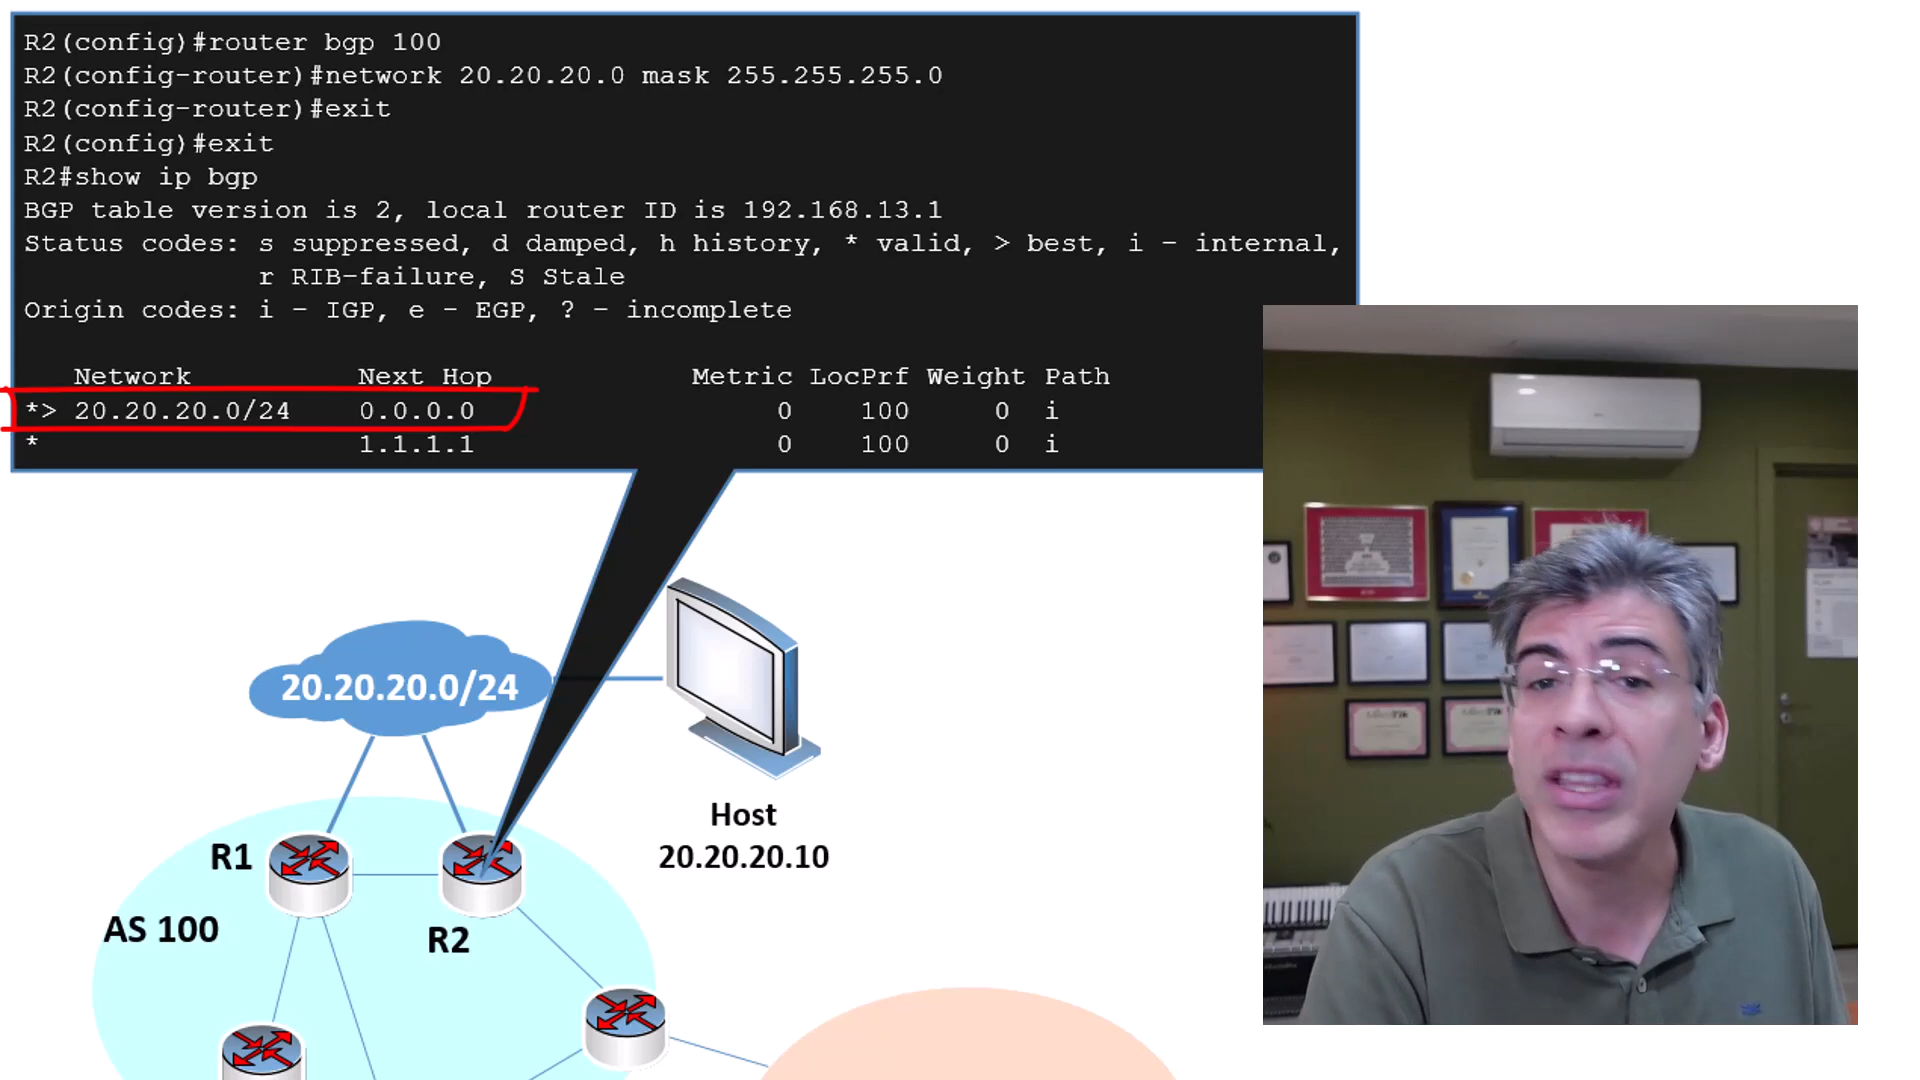 R2(config)#router bgp 100
R2(config-router)#network 20.20.20.0 mask 255.255.255.0
R2(config-router)#exit
R2(config)#exit
R2#show ip bgp
BGP table version is 2, local router ID is 192.168.13.1
Status codes: s suppressed, d damped, h history, * valid, > best, i - internal,
r RIB-failure, S Stale
Origin codes: i - IGP, e - EGP, ? - incomplete
Network Next Hop Metric LocPrf Weight Path
*> 20.20.20.0/24 0.0.0.0 0 100 0 i
* 1.1.1.1 0 100 0 i
20.20.20.0/24
Host
20.20.20.10
R1
AS 100
R2